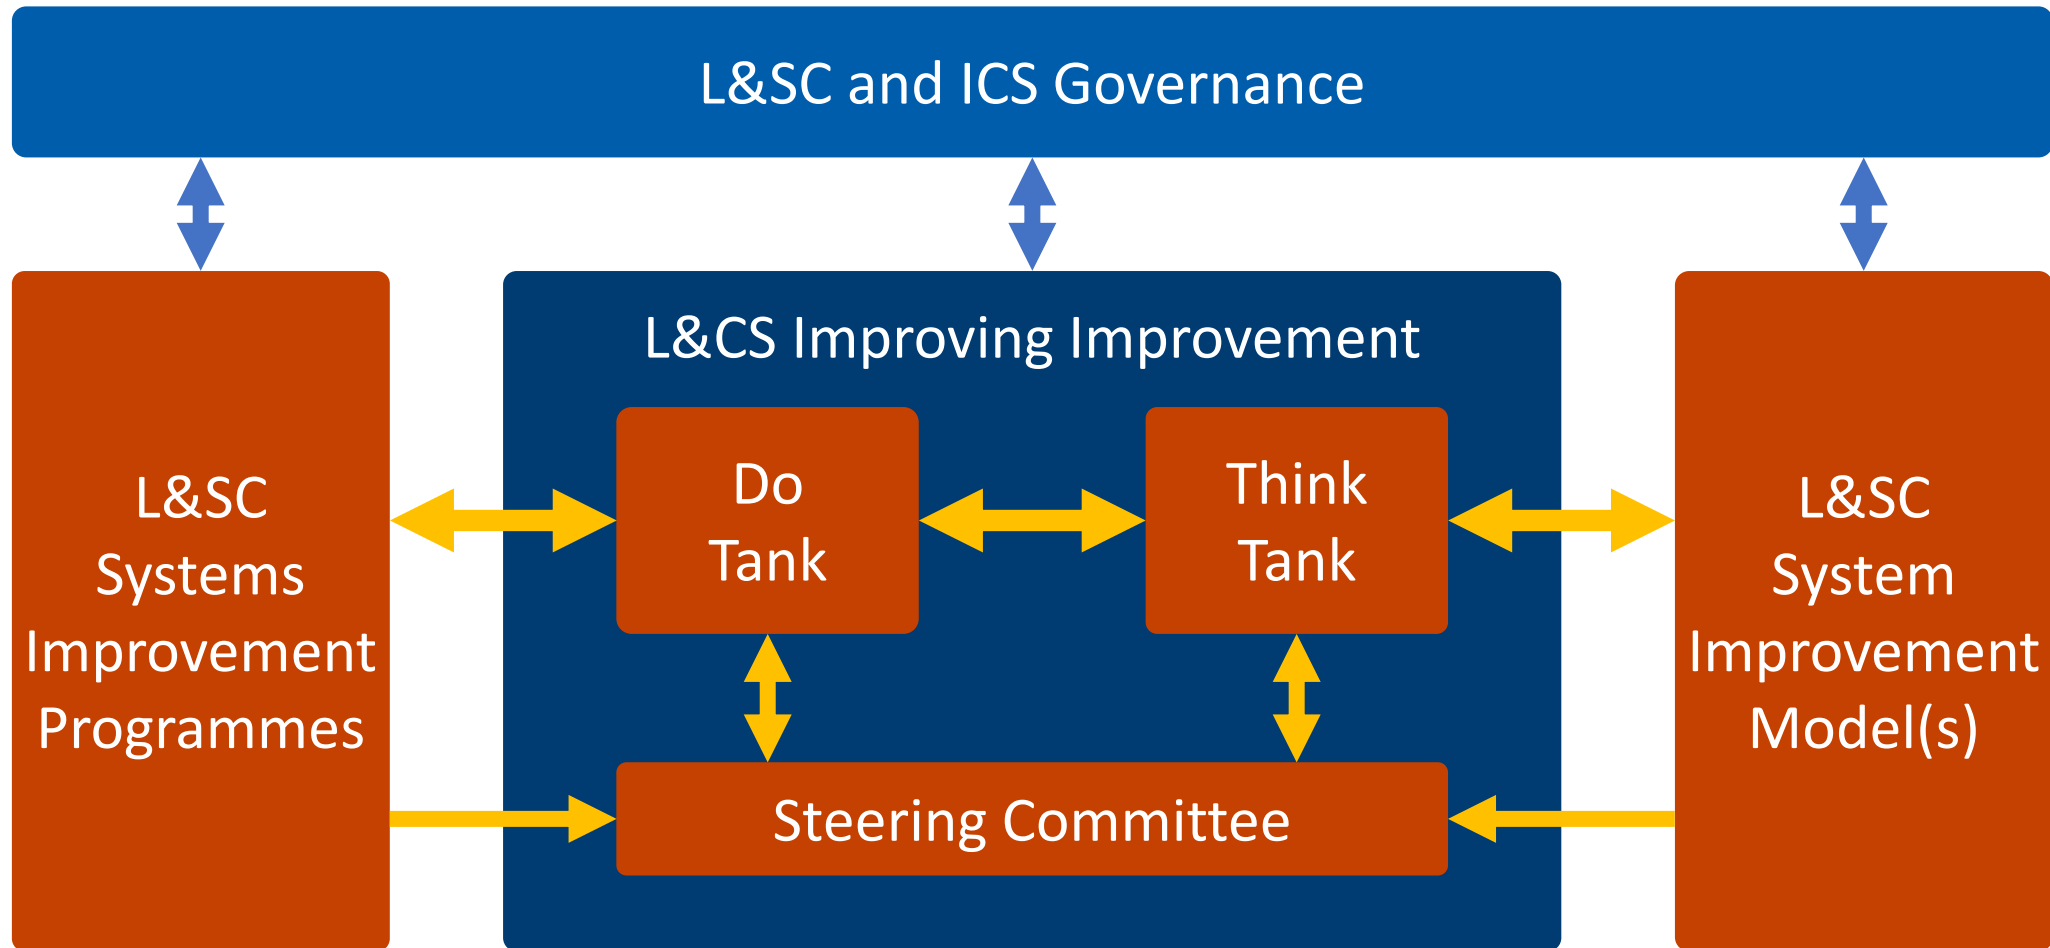 L&SC and ICS Governance
L&CS Improving Improvement
L&SC
Systems
Improvement
Programmes
Do
Tank
Think
Tank
L&SC
System
Improvement
Model(s)
Steering Committee